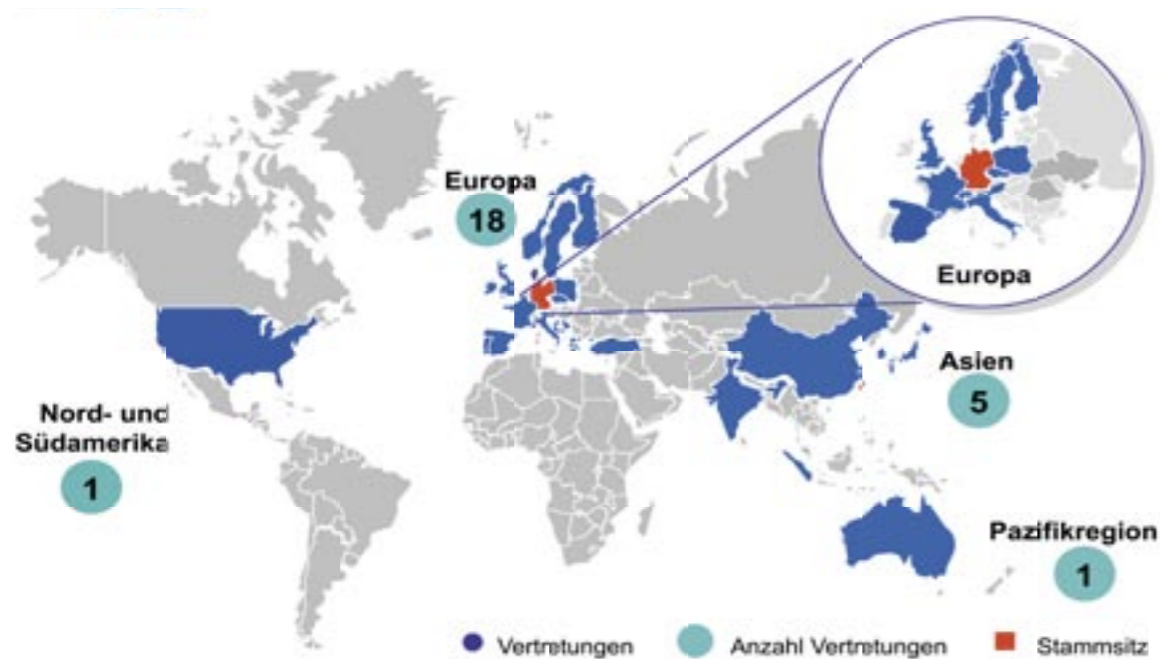 Europa
18
Europa
Asien
5
Nord- und
Südamerika
1
Pazifikregion
1
Vertretungen
Anzahl Vertretungen
Stammsitz